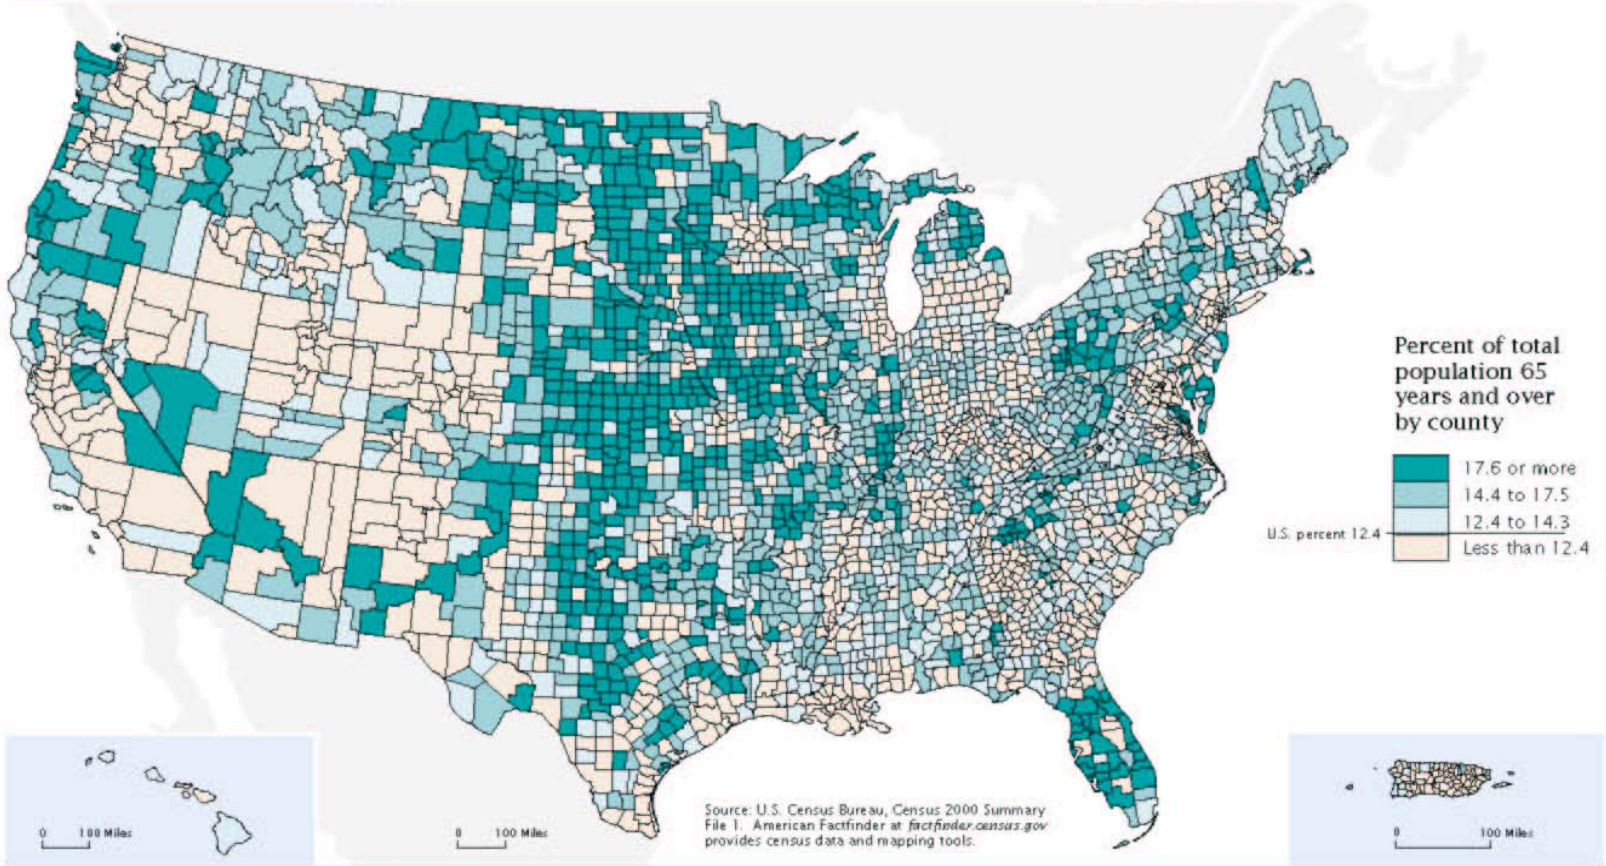 Percent of total
population 65
years and over
by county
17.6 or more
14.4 to 17.5
12.4 to 14.3
U.S. percent 12.4
Less than 12.4
0 100 Miles
0 100 Miles
Source: U.S. Census Bureau, Census 2000 Summary
File 1. American Factfinder at factfinder.census.gov
provides census data and mapping tools.
0 100 Miles